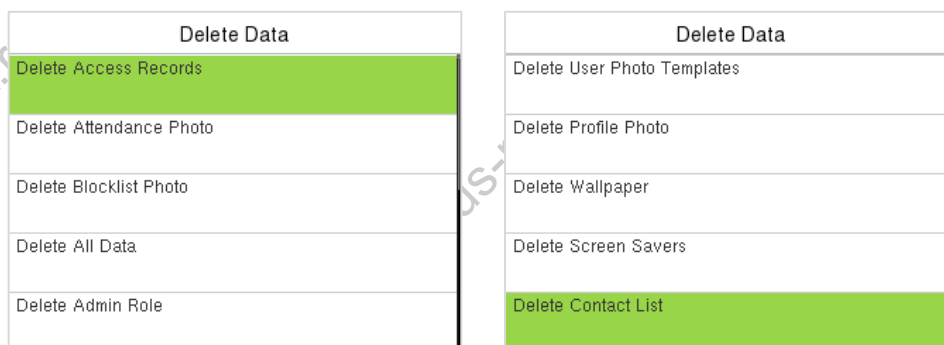 Delete Data
Delete Access Records
Delete Attendance Photo
Delete Blocklist Photo
Delete All Data
Delete Admin Role
Delete Data
Delete User Photo Templates
Delete Profile Photo
Delete Wallpaper
Delete Screen Savers
Delete Contact List